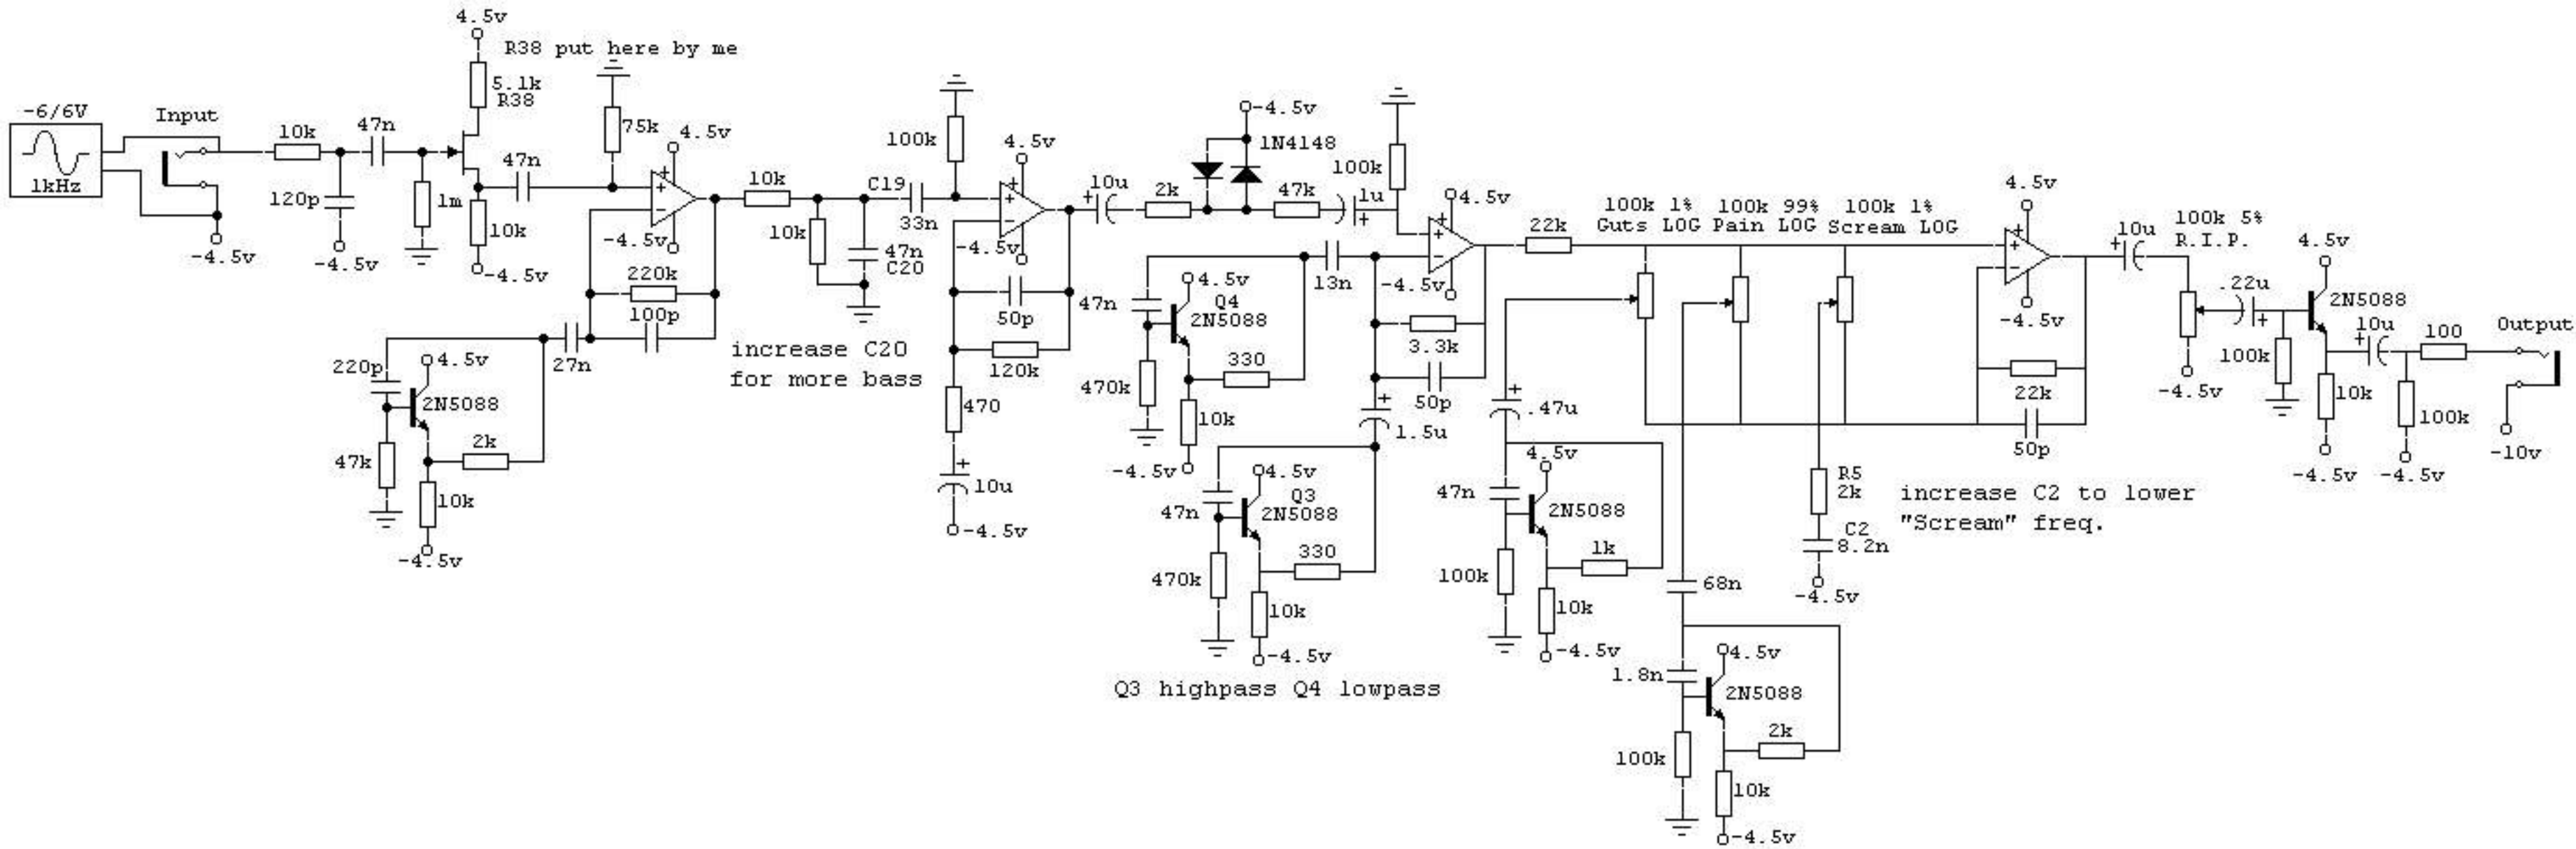 -6/6V
1kHz
Input
-4.5v
10k
120p
-4.5v
47n
1m
4.5v
5.1k
R38
R38 put here by me
10k
-4.5v
47n
75k
4.5v
-4.5v
220k
100p
27n
220p
4.5v
2N5088
47k
2k
10k
-4.5v
10k
10k
47n
C20
C19
33n
increase C20
for more bass
100k
4.5v
-4.5v
50p
120k
470
10u
-4.5v
10u
2k
-4.5v
1N4148
47k
1u
100k
4.5v
-4.5v
13n
47n
4.5v
Q4
2N5088
470k
330
10k
-4.5v
3.3k
50p
1.5u
47n
4.5v
Q3
2N5088
470k
330
10k
-4.5v
Q3 highpass Q4 lowpass
22k
100k 1%
Guts LOG
100k 99%
Pain LOG
100k 1%
Scream LOG
.47u
47n
4.5v
2N5088
100k
1k
10k
-4.5v
68n
1.8n
4.5v
2N5088
100k
2k
10k
-4.5v
R5
2k
C2
8.2n
-4.5v
increase C2 to lower
"Scream" freq.
4.5v
-4.5v
22k
50p
10u
100k 5%
R.I.P.
-4.5v
.22u
100k
4.5v
2N5088
10k
-4.5v
10u
100k
-4.5v
100
Output
-10v